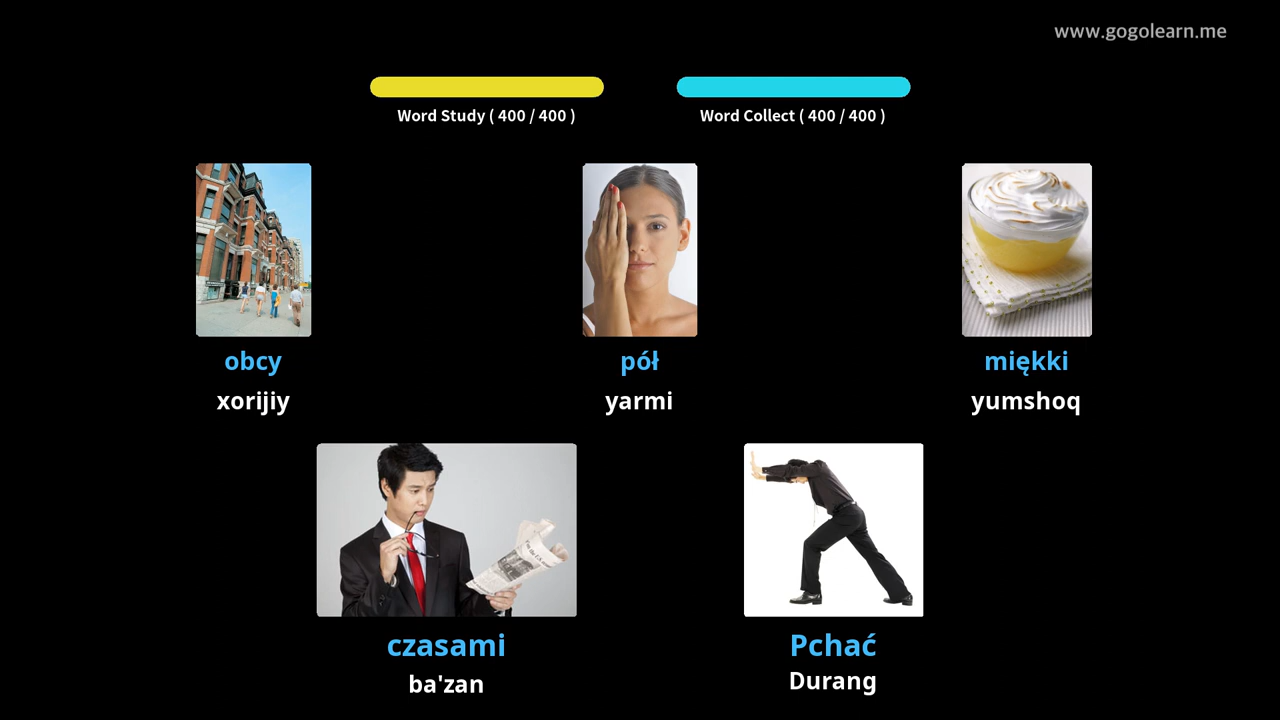 www.gogolearn.me
Word Study ( 400 / 400 )
Word Collect ( 400 / 400 )
obcy
xorijiy
pół
yarmi
miękki
yumshoq
czasami
ba'zan
Pchać
Durang